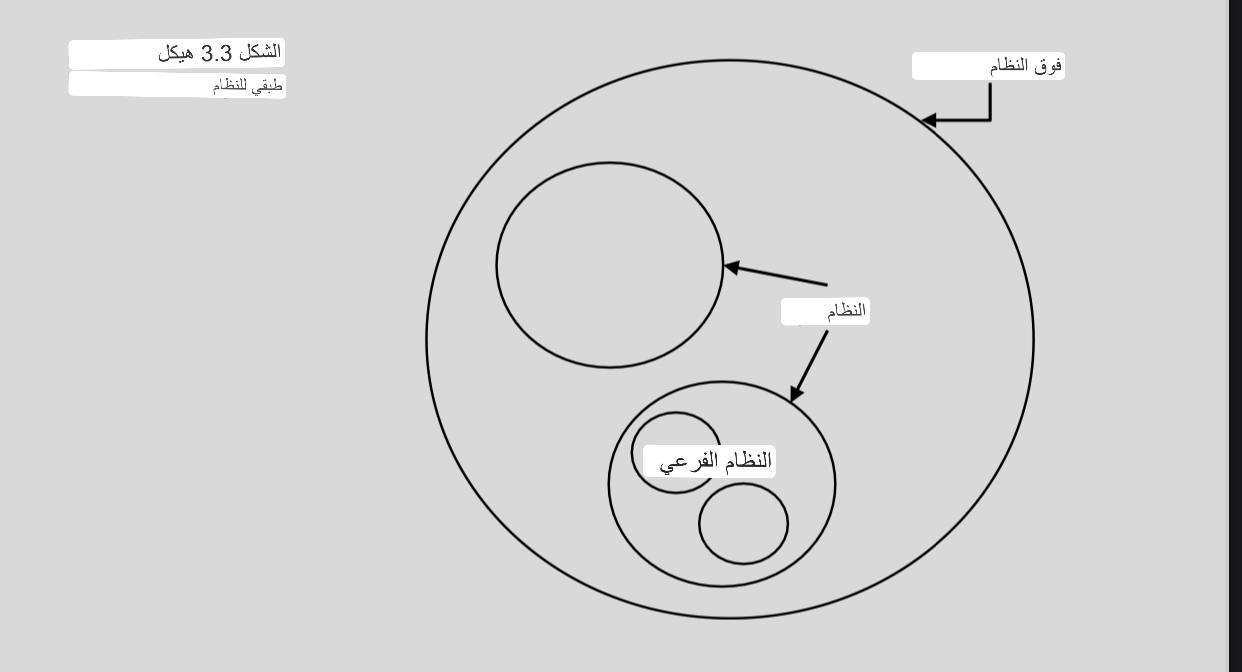 الشكل 3.3 هيكل
طبقي للنظام
فوق النظام
النظام
النظام الفرعي